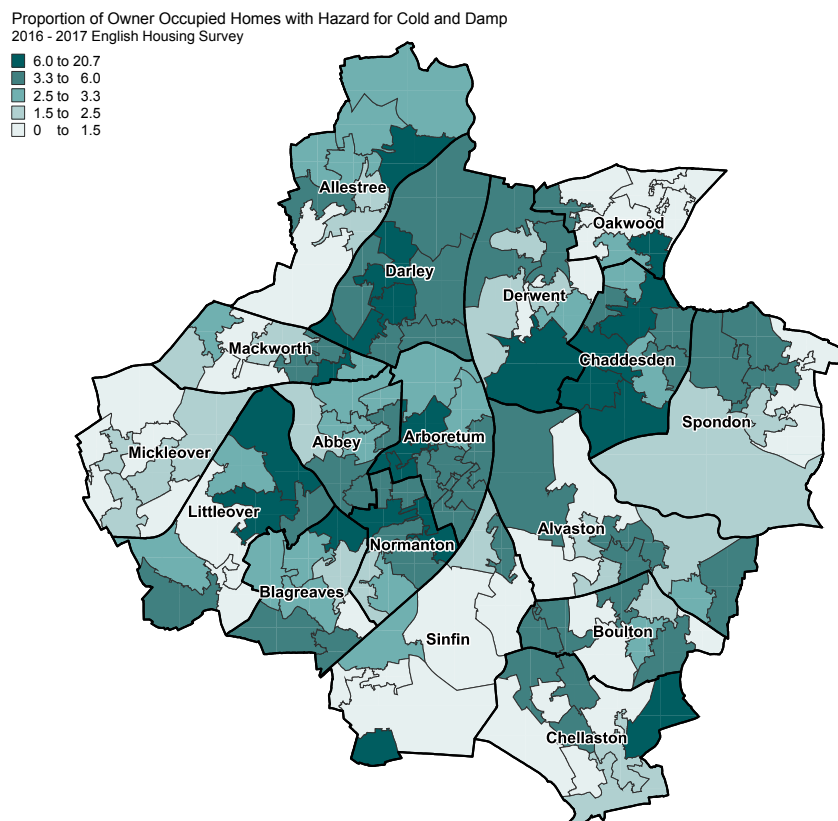 Proportion of Owner Occupied Homes with Hazard for Cold and Damp
2016 - 2017 English Housing Survey
6.0 to 20.7
3.3 to 6.0
2.5 to 3.3
1.5 to 2.5
0 to 1.5
Allestree
Oakwood
Darley
Derwent
Mackworth
Chaddesden
Spondon
Abbey
Arboretum
Mickleover
Littleover
Alvaston
Normanton
Blagreaves
Boulton
Sinfin
Chellaston